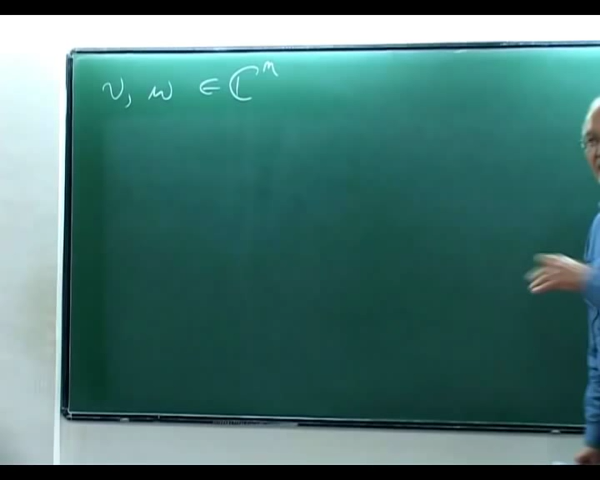 v, w ∈ ℂⁿ